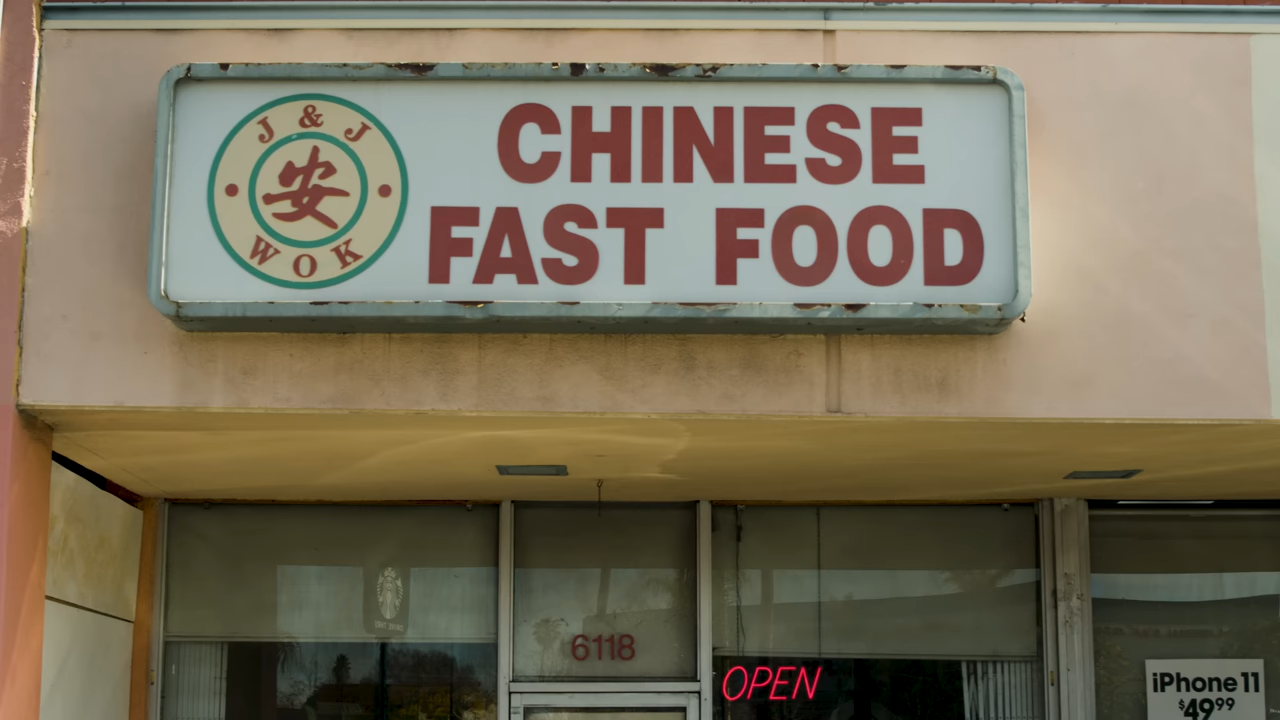 J & J
安
WOK
CHINESE
FAST FOOD
6118
OPEN
iPhone 11
$49.99